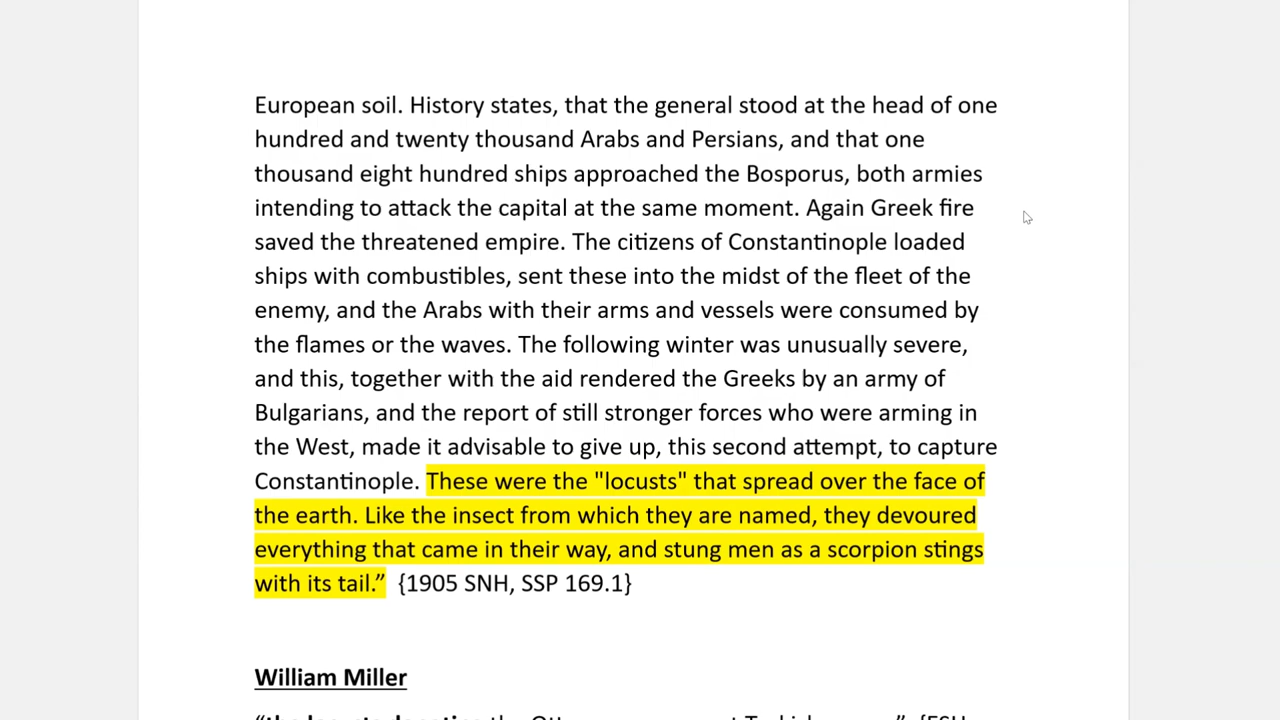 European soil. History states, that the general stood at the head of one
hundred and twenty thousand Arabs and Persians, and that one
thousand eight hundred ships approached the Bosporus, both armies
intending to attack the capital at the same moment. Again Greek fire
saved the threatened empire. The citizens of Constantinople loaded
ships with combustibles, sent these into the midst of the fleet of the
enemy, and the Arabs with their arms and vessels were consumed by
the flames or the waves. The following winter was unusually severe,
and this, together with the aid rendered the Greeks by an army of
Bulgarians, and the report of still stronger forces who were arming in
the West, made it advisable to give up, this second attempt, to capture
Constantinople. These were the "locusts" that spread over the face of
the earth. Like the insect from which they are named, they devoured
everything that came in their way, and stung men as a scorpion stings
with its tail.” {1905 SNH, SSP 169.1}
William Miller